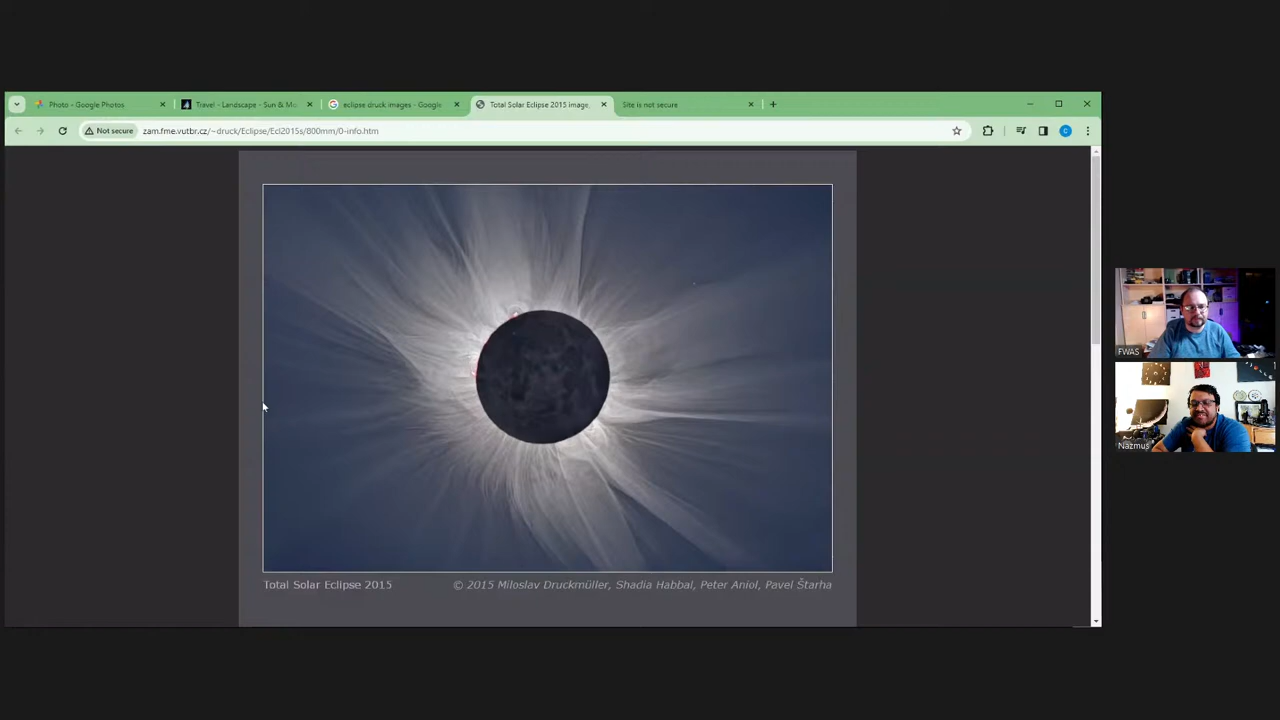 Photo - Google Photos
Travel - Landscape - Sun & Mo
eclipse druck images - Google
Total Solar Eclipse 2015 image,
Site is not secure
Not secure
zam.fme.vutbr.cz/~druck/Eclipse/Ecl2015s/800mm/0-info.htm
C
Total Solar Eclipse 2015
© 2015 Miloslav Druckmüller, Shadia Habbal, Peter Aniol, Pavel Štarha
FWAS
Nazmus